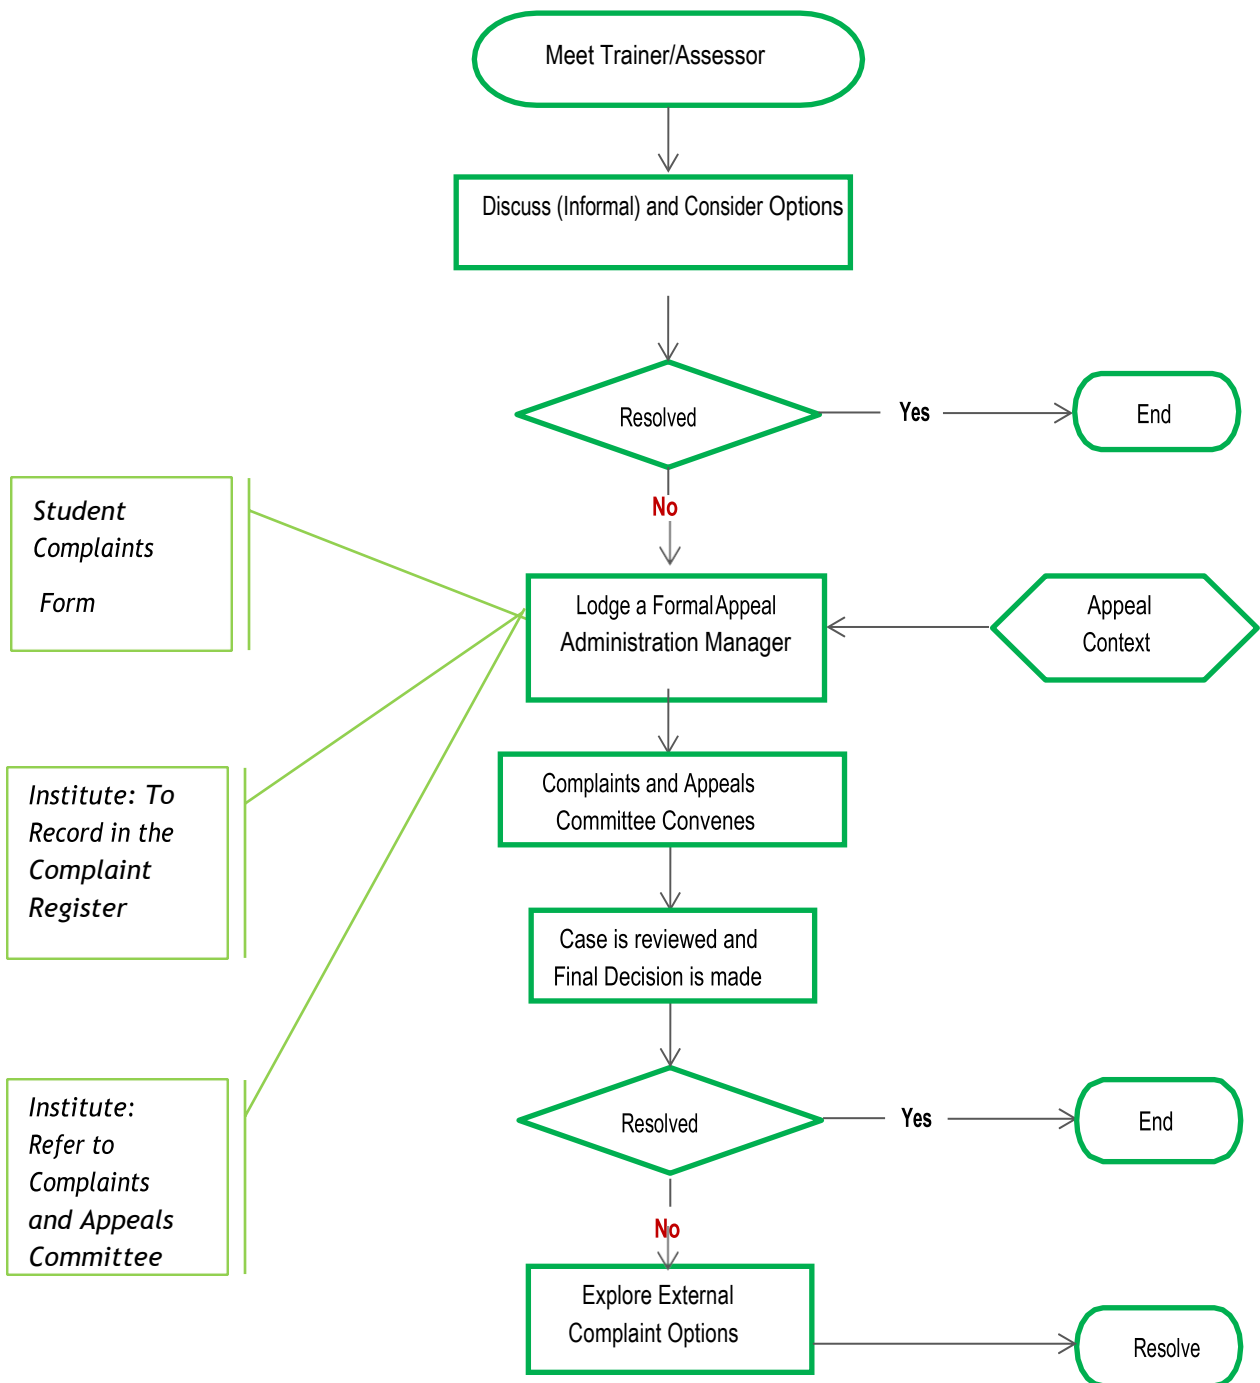 Meet Trainer/Assessor
Discuss (Informal) and Consider Options
Resolved
Yes
End
No
Student
Complaints
Form
Lodge a Formal Appeal
Administration Manager
Appeal
Context
Institute: To
Record in the
Complaint
Register
Complaints and Appeals
Committee Convenes
Case is reviewed and
Final Decision is made
Institute:
Refer to
Complaints
and Appeals
Committee
Resolved
Yes
End
No
Explore External
Complaint Options
Resolve